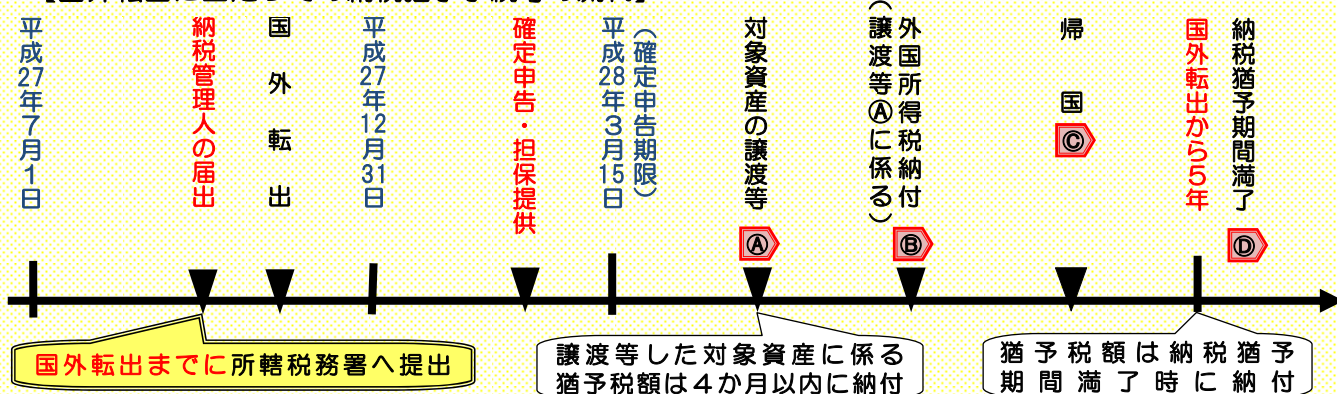 平成27年7月1日
納税管理人の届出
国外転出
平成27年12月31日
確定申告・担保提供
平成28年3月15日
（確定申告期限）
対象資産の譲渡等
Ⓐ
外国所得税納付
（譲渡等Ⓐに係る）
Ⓑ
帰国
Ⓒ
国外転出から5年
納税猶予期間満了
Ⓓ
国外転出までに所轄税務署へ提出
譲渡等した対象資産に係る
猶予税額は４か月以内に納付
猶予税額は納税猶予
期間満了時に納付